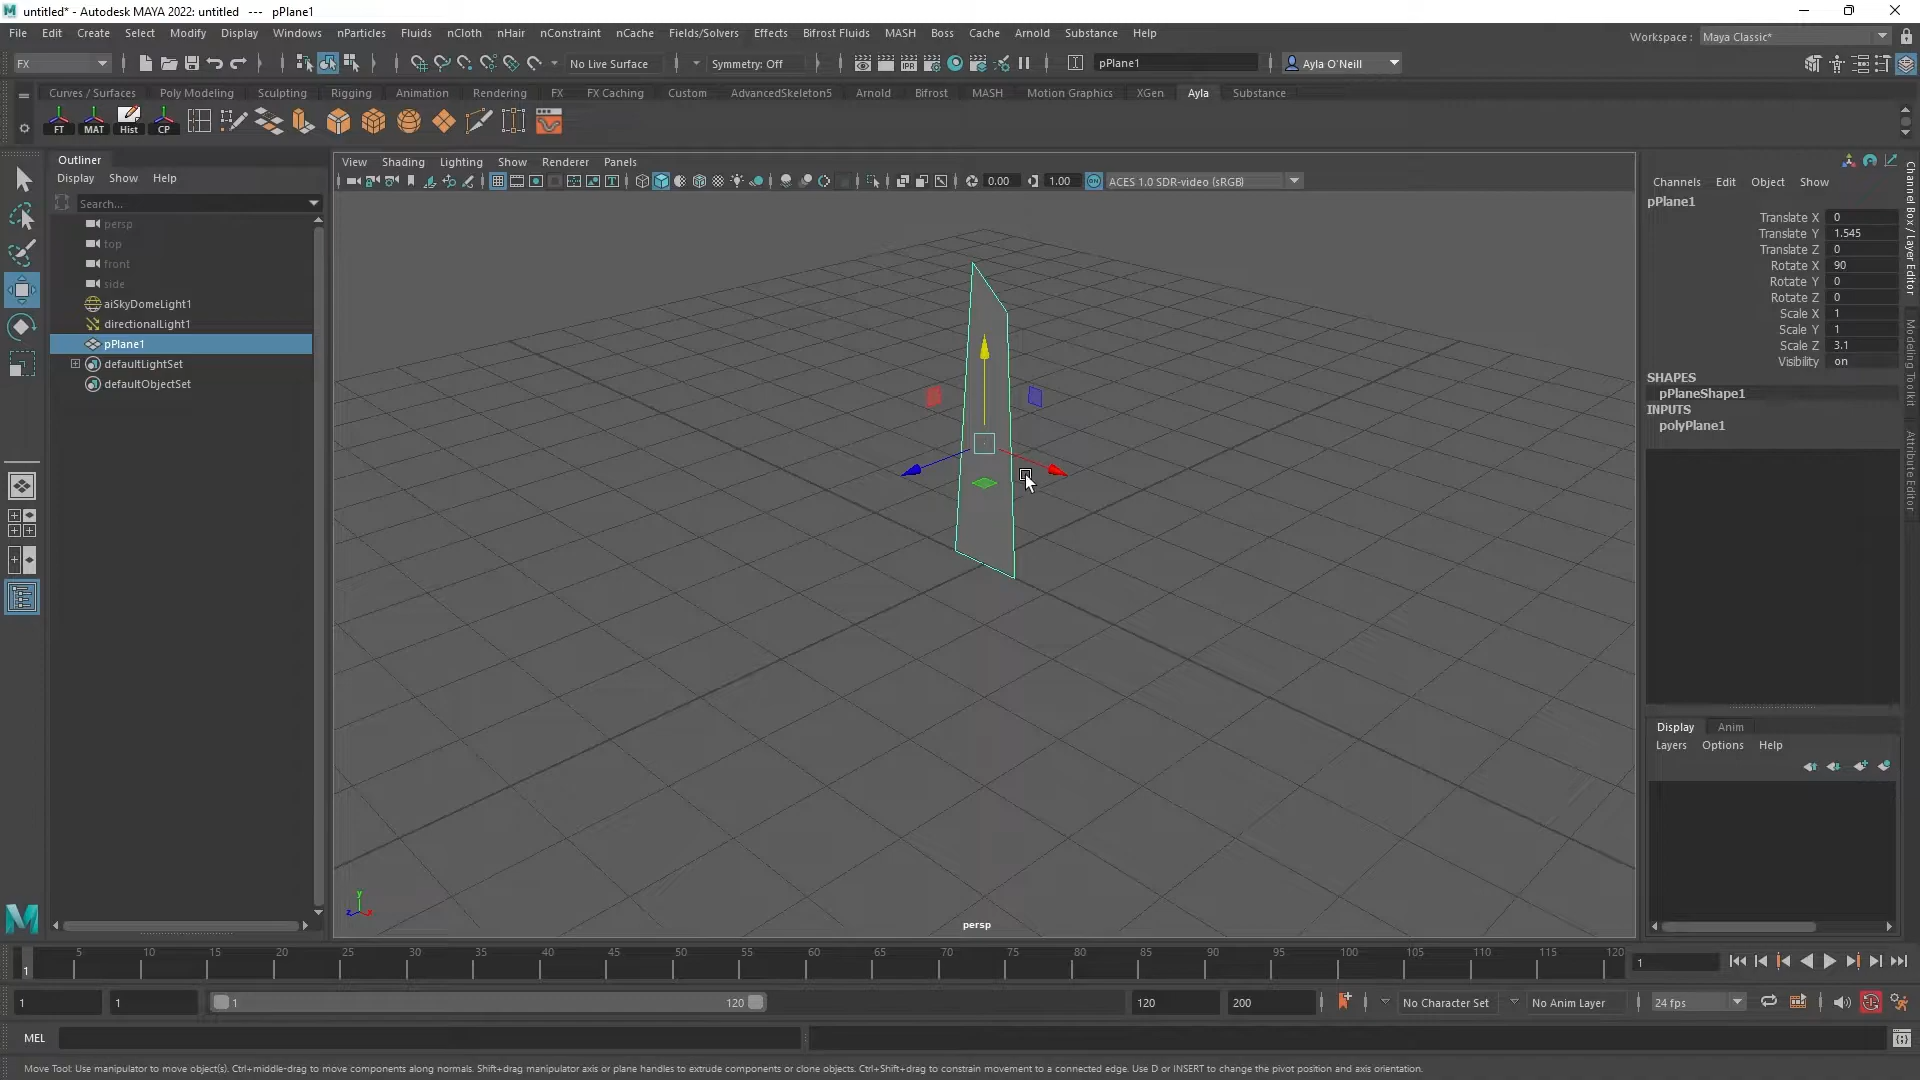 untitled* - Autodesk MAYA 2022: untitled --- pPlane1
File Edit Create Select Modify Display Windows nParticles Fluids nCloth nHair nConstraint nCache Fields/Solvers Effects Bifrost Fluids MASH Boss Cache Arnold Substance Help
Workspace : Maya Classic*
FX No Live Surface Symmetry: Off IPR pPlane1 Ayla O'Neill
Curves / Surfaces Poly Modeling Sculpting Rigging Animation Rendering FX FX Caching Custom AdvancedSkeleton5 Arnold Bifrost MASH Motion Graphics XGen Ayla Substance
FT MAT Hist CP
Outliner
Display Show Help
Search...
persp
top
front
side
aiSkyDomeLight1
directionalLight1
pPlane1
defaultLightSet
defaultObjectSet
View Shading Lighting Show Renderer Panels
0.00 1.00 ON ACES 1.0 SDR-video (sRGB)
y
z x
persp
Channels Edit Object Show
pPlane1
Translate X 0
Translate Y 1.545
Translate Z 0
Rotate X 90
Rotate Y 0
Rotate Z 0
Scale X 1
Scale Y 1
Scale Z 3.1
Visibility on
SHAPES
pPlaneShape1
INPUTS
polyPlane1
Channel Box / Layer Editor
Modeling Toolkit
Attribute Editor
Display Anim
Layers Options Help
5 10 15 20 25 30 35 40 45 50 55 60 65 70 75 80 85 90 95 100 105 110 115 120
1 1
1 1 1 120 120 200 No Character Set No Anim Layer 24 fps
MEL
Move Tool: Use manipulator to move object(s). Ctrl+middle-drag to move components along normals. Shift+drag manipulator axis or plane handles to extrude components or clone objects. Ctrl+Shift+drag to constrain movement to a connected edge. Use D or INSERT to change the pivot position and axis orientation.